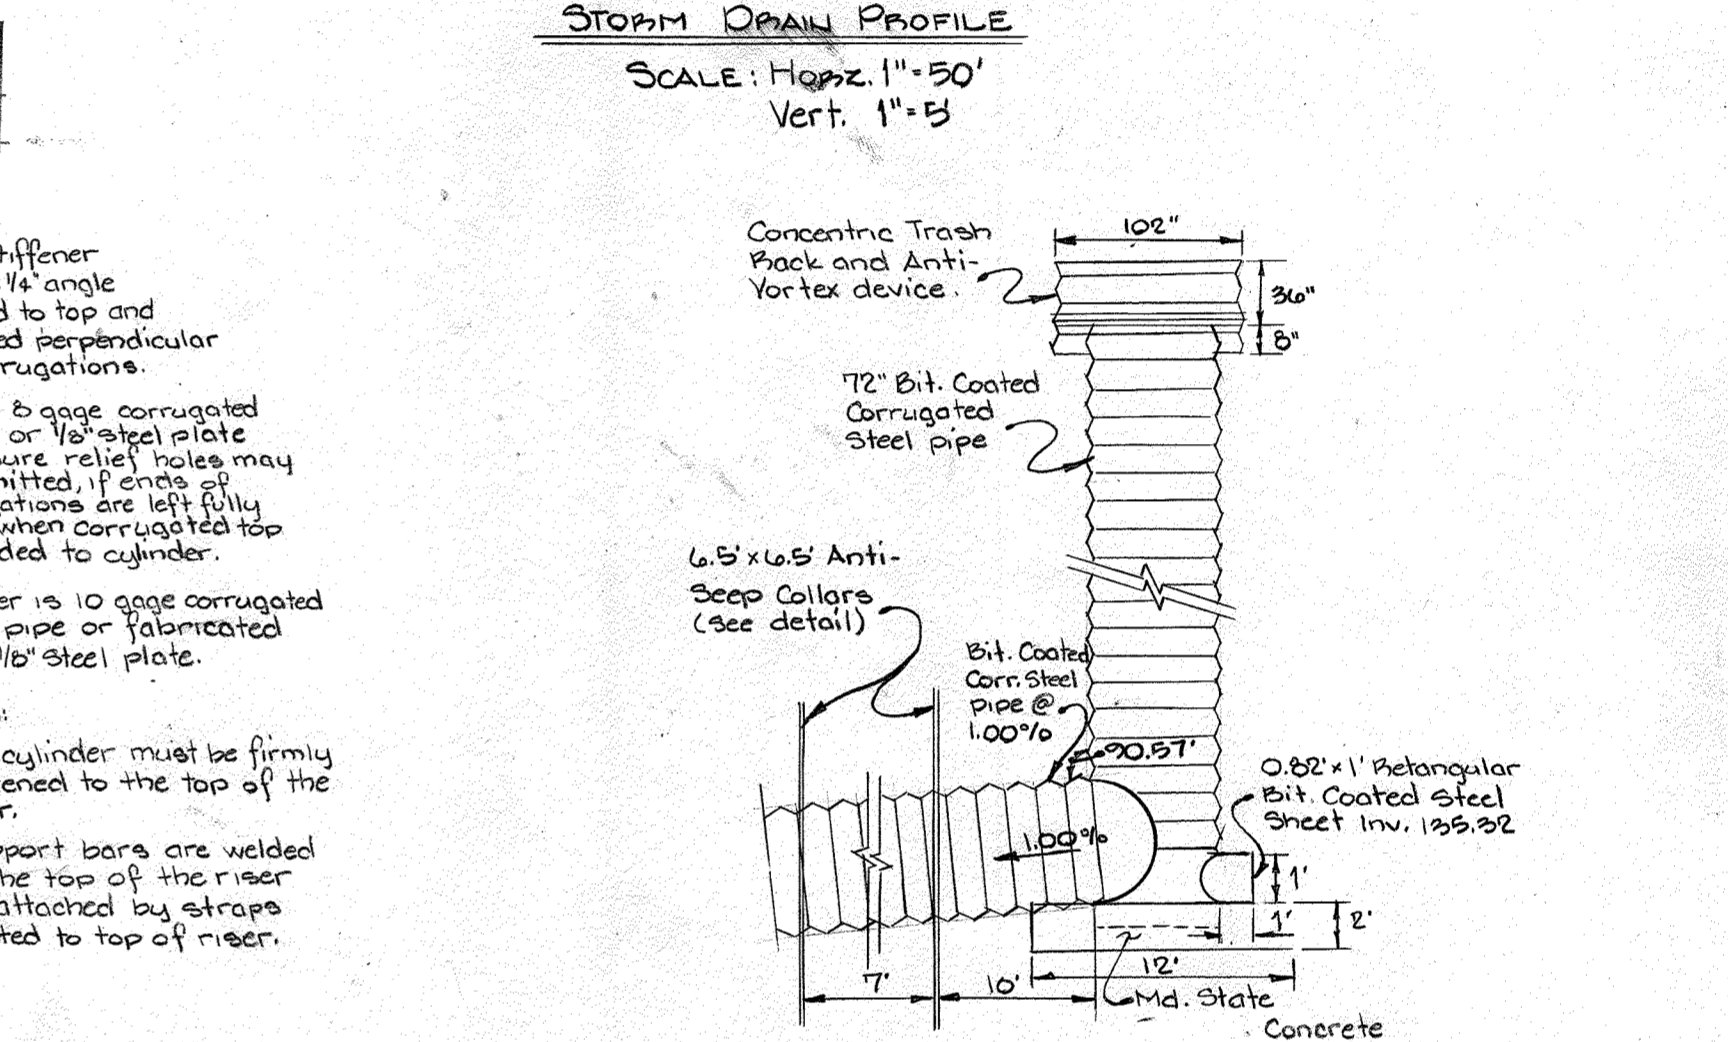 STORM DRAIN PROFILE
SCALE: Horz. 1"=50'
Vert. 1"=5'
tiffener
1/4" angle
d to top and
ed perpendicular
rugations.
8 gage corrugated
or 1/8" steel plate
ure relief holes may
nitted, if ends of
ations are left fully
when corrugated top
ded to cylinder.
er is 10 gage corrugated
pipe or fabricated
1/8" Steel plate.
:
cylinder must be firmly
ened to the top of the
r.
port bars are welded
he top of the riser
attached by straps
ted to top of riser.
Concentric Trash
Rack and Anti-
Vortex device.
102"
36"
8"
72" Bit. Coated
Corrugated
Steel pipe
6.5' x 6.5' Anti-
Seep Collars
(see detail)
Bit. Coated
Corr. Steel
pipe @
1.00%
90.57'
1.00%
0.82' x 1' Retangular
Bit. Coated Steel
Sheet Inv. 135.32
1'
1'
2'
12'
7'
10'
Md. State
Concrete